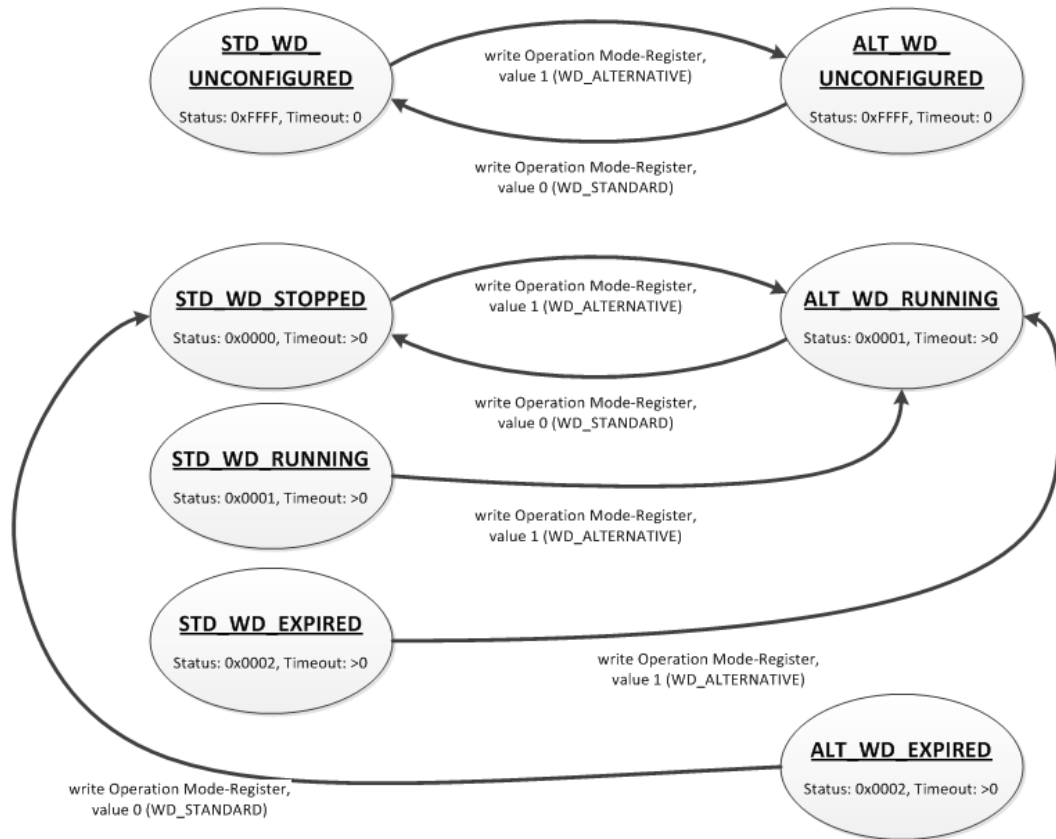 STD_WD_
UNCONFIGURED
Status: 0xFFFF, Timeout: 0
write Operation Mode-Register,
value 1 (WD_ALTERNATIVE)
ALT_WD_
UNCONFIGURED
Status: 0xFFFF, Timeout: 0
write Operation Mode-Register,
value 0 (WD_STANDARD)
STD_WD_STOPPED
Status: 0x0000, Timeout: >0
write Operation Mode-Register,
value 1 (WD_ALTERNATIVE)
ALT_WD_RUNNING
Status: 0x0001, Timeout: >0
write Operation Mode-Register,
value 0 (WD_STANDARD)
STD_WD_RUNNING
Status: 0x0001, Timeout: >0
write Operation Mode-Register,
value 1 (WD_ALTERNATIVE)
STD_WD_EXPIRED
Status: 0x0002, Timeout: >0
write Operation Mode-Register,
value 1 (WD_ALTERNATIVE)
ALT_WD_EXPIRED
Status: 0x0002, Timeout: >0
write Operation Mode-Register,
value 0 (WD_STANDARD)